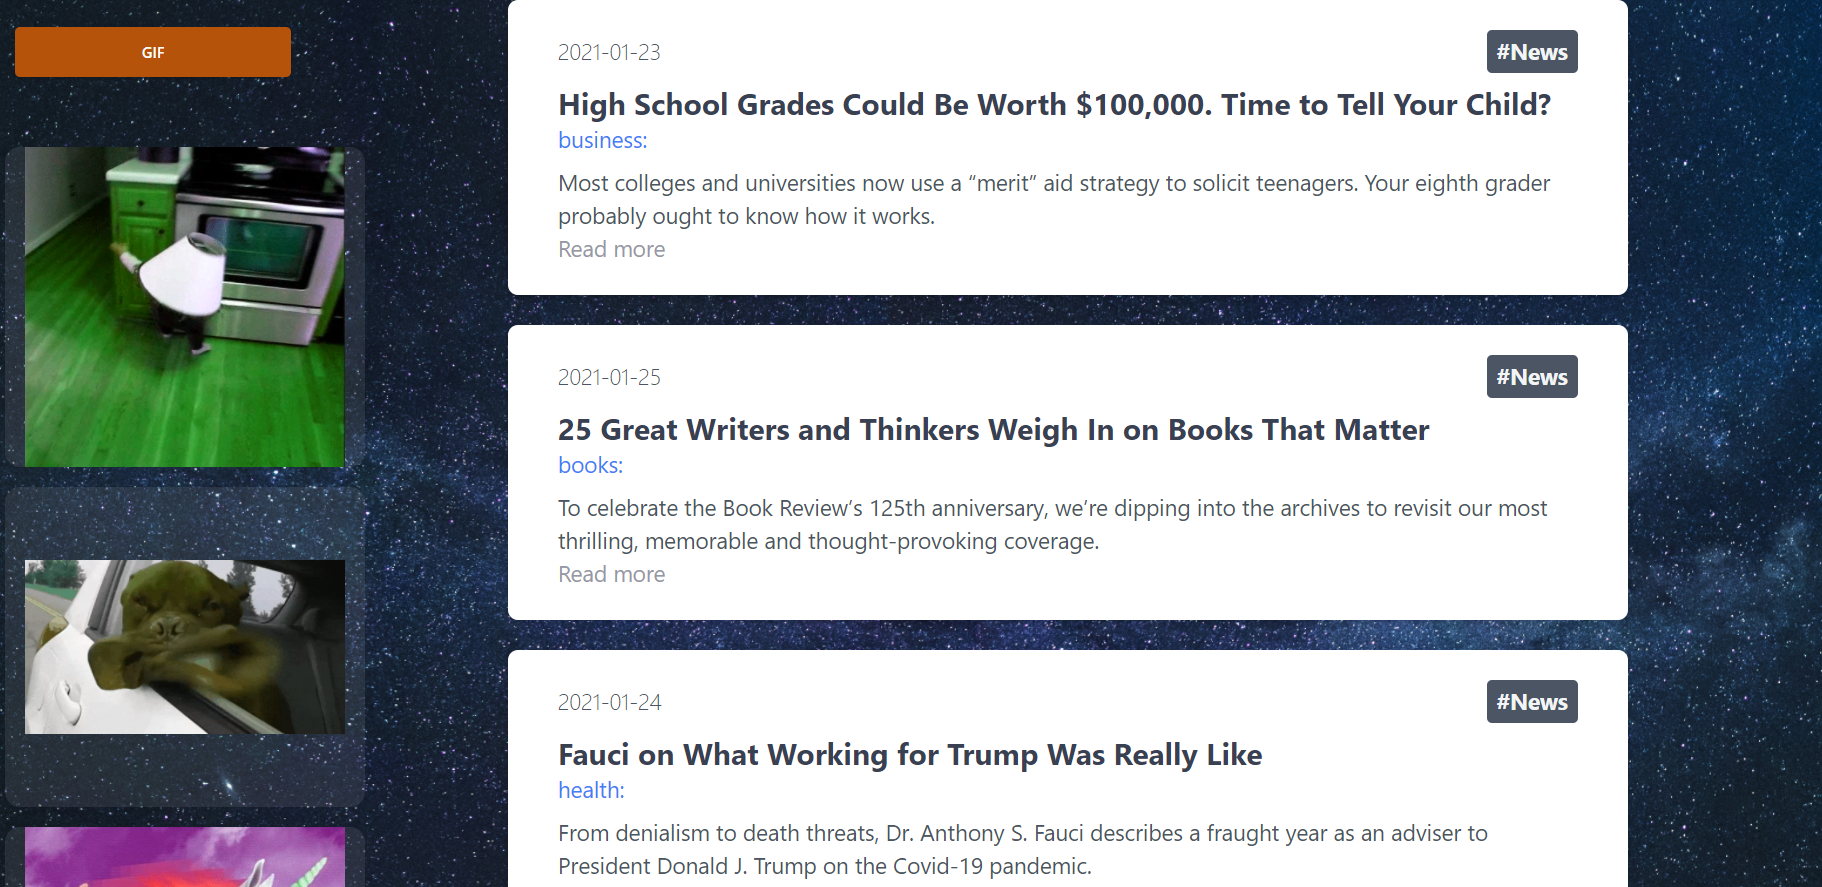 GIF
2021-01-23
#News
High School Grades Could Be Worth $100,000. Time to Tell Your Child?
business:
Most colleges and universities now use a “merit” aid strategy to solicit teenagers. Your eighth grader
probably ought to know how it works.
Read more
2021-01-25
#News
25 Great Writers and Thinkers Weigh In on Books That Matter
books:
To celebrate the Book Review’s 125th anniversary, we’re dipping into the archives to revisit our most
thrilling, memorable and thought-provoking coverage.
Read more
2021-01-24
#News
Fauci on What Working for Trump Was Really Like
health:
From denialism to death threats, Dr. Anthony S. Fauci describes a fraught year as an adviser to
President Donald J. Trump on the Covid-19 pandemic.